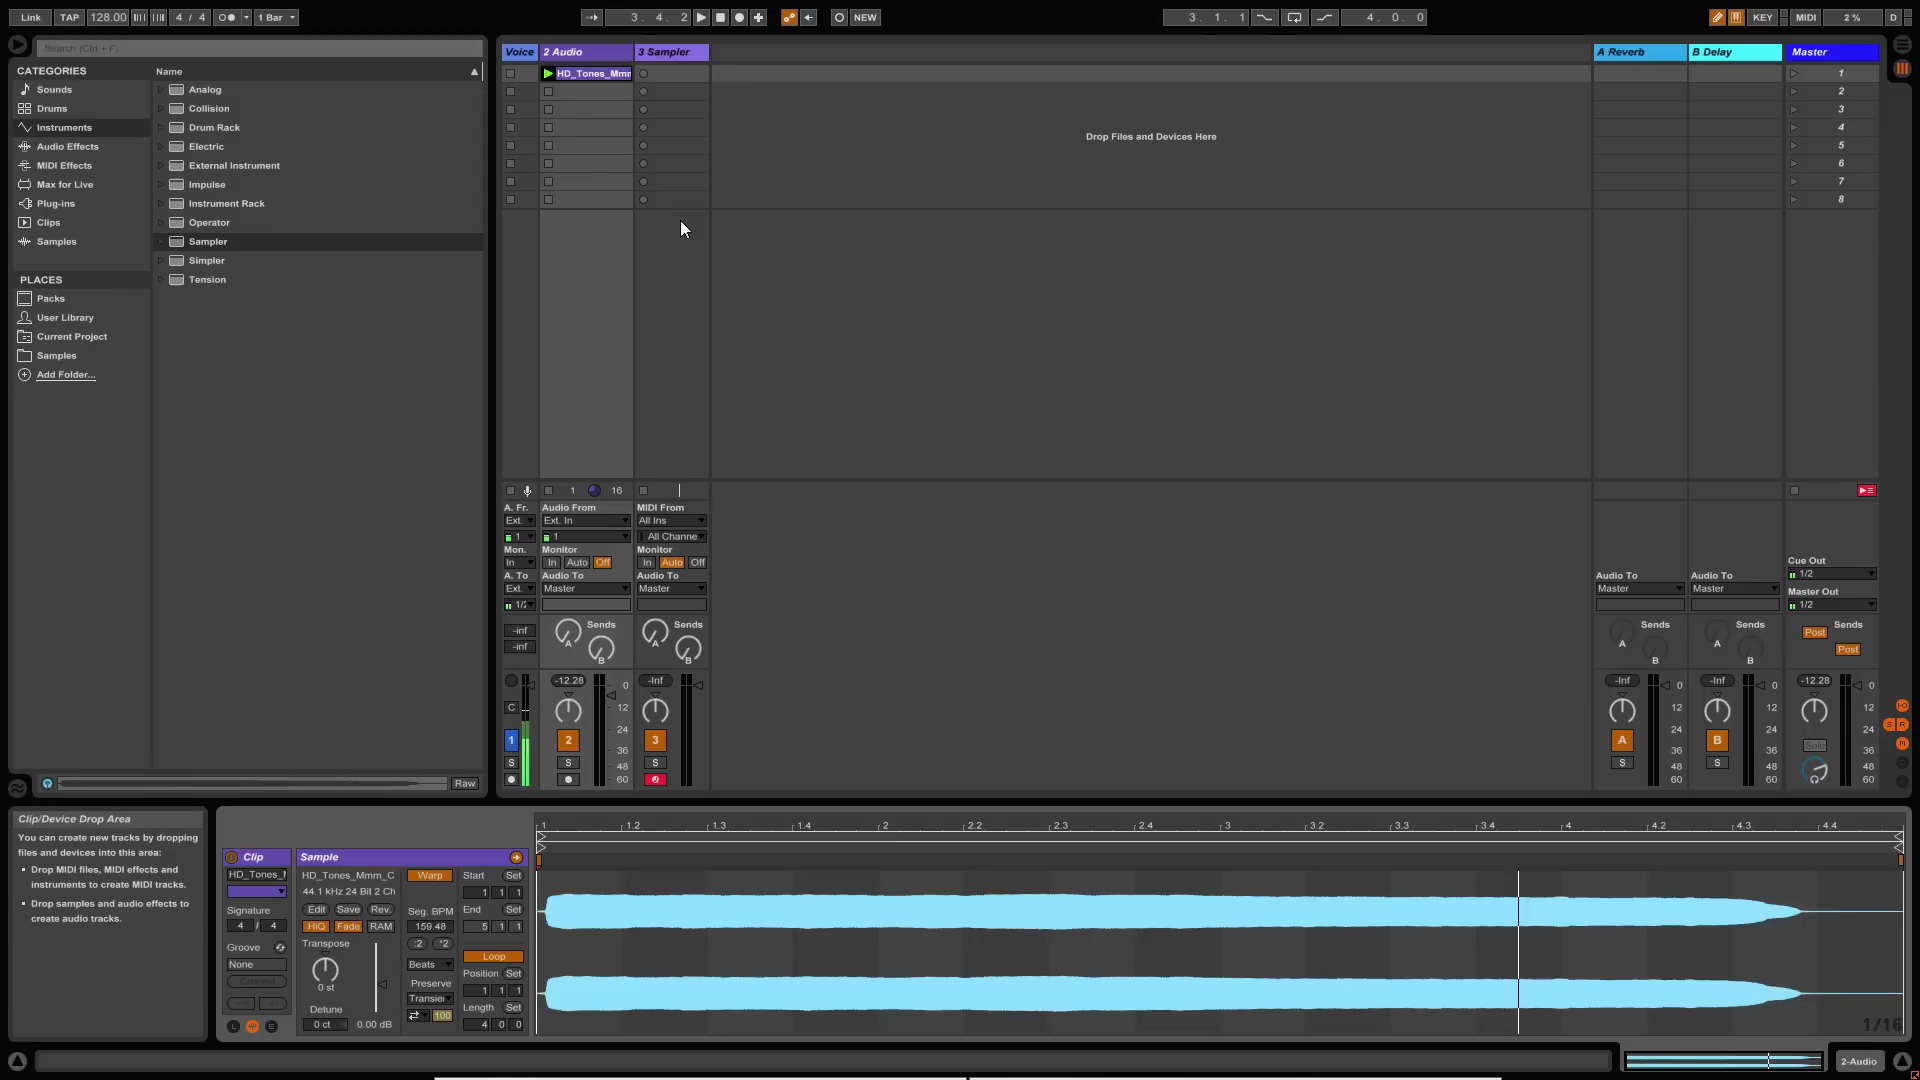 Link TAP 128.00 4 / 4 1 Bar 3. 4. 2 NEW 3. 1. 1 4. 0. 0 KEY MIDI 2 % D
Search (Ctrl + F)
CATEGORIES
Sounds
Drums
Instruments
Audio Effects
MIDI Effects
Max for Live
Plug-ins
Clips
Samples
PLACES
Packs
User Library
Current Project
Samples
Add Folder...
Name
Analog
Collision
Drum Rack
Electric
External Instrument
Impulse
Instrument Rack
Operator
Sampler
Simpler
Tension
Raw
Voice 2 Audio 3 Sampler A Reverb B Delay Master
HD_Tones_Mmr 1
2
3
4
5
6
7
8
Drop Files and Devices Here
1 16
A. Fr. Audio From MIDI From
Ext. Ext. In All Ins
1 1 All Channe
Mon. Monitor Monitor
In In Auto Off In Auto Off
A. To Audio To Audio To Audio To Audio To
Ext. Master Master Master Master
1/2
Cue Out
1/2
Master Out
1/2
-inf Sends Sends Sends Sends Post Sends
-inf A B A B A B A B Post
-12.28 -Inf -Inf -Inf -12.28
0 0 0 0
C 12 12 12 12
24 24 24 24
1 2 3 A B Solo
36 36 36 36
S S S S S
48 48 48 48
60 60 60 60
S R
M
Clip/Device Drop Area
You can create new tracks by dropping
files and devices into this area:
Drop MIDI files, MIDI effects and
instruments to create MIDI tracks.
Drop samples and audio effects to
create audio tracks.
Clip
HD_Tones_I
Signature
4 / 4
Groove
None
Commit
L E
Sample
HD_Tones_Mmm_C
44.1 kHz 24 Bit 2 Ch
Edit Save Rev.
HiQ Fade RAM
Transpose
0 st
Detune
0 ct 0.00 dB
Warp
Seg. BPM
159.48
:2 *2
Beats
Preserve
Transier
100
Start Set
1 1 1
End Set
5 1 1
Loop
Position Set
1 1 1
Length Set
4 0 0
1 1.2 1.3 1.4 2 2.2 2.3 2.4 3 3.2 3.3 3.4 4 4.2 4.3 4.4
1/16
2-Audio